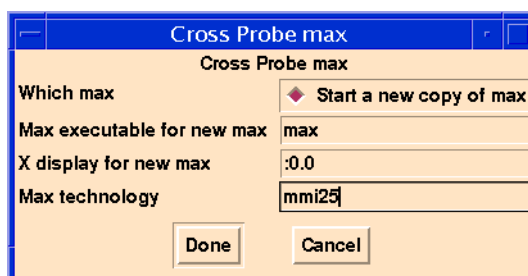 Cross Probe max
Cross Probe max
Which max Start a new copy of max
Max executable for new max max
X display for new max :0.0
Max technology mmi25
Done Cancel